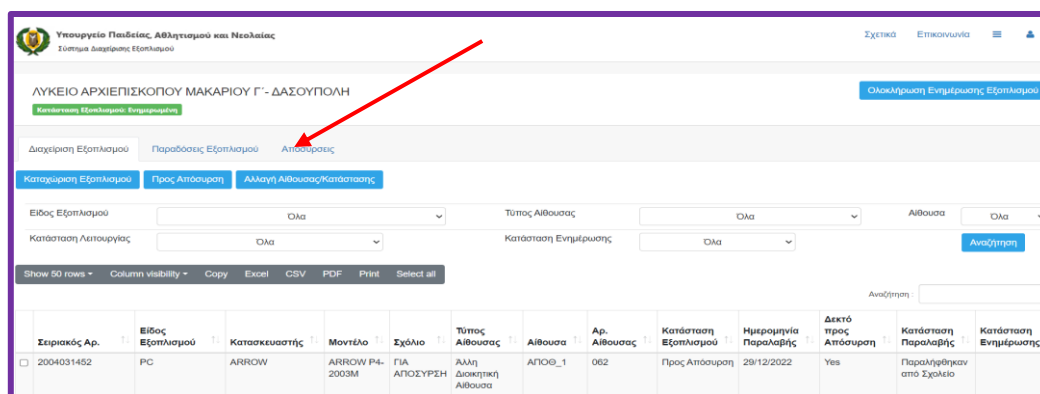 Υπουργείο Παιδείας, Αθλητισμού και Νεολαίας
Σύστημα Διαχείρισης Εξοπλισμού
Σχετικά Επικοινωνία
ΛΥΚΕΙΟ ΑΡΧΙΕΠΙΣΚΟΠΟΥ ΜΑΚΑΡΙΟΥ Γ΄- ΔΑΣΟΥΠΟΛΗ
Ολοκλήρωση Ενημέρωσης Εξοπλισμού
Κατάσταση Εξοπλισμού: Ενημερωμένη
Διαχείριση Εξοπλισμού Παραδόσεις Εξοπλισμού Αποσύρσεις
Καταχώριση Εξοπλισμού Προς Απόσυρση Αλλαγή Αίθουσας/Κατάστασης
Είδος Εξοπλισμού Όλα Τύπος Αίθουσας Όλα Αίθουσα Όλα
Κατάσταση Λειτουργίας Όλα Κατάσταση Ενημέρωσης Όλα Αναζήτηση
Show 50 rows Column visibility Copy Excel CSV PDF Print Select all
Αναζήτηση :
Σειριακός Αρ. Είδος Εξοπλισμού Κατασκευαστής Μοντέλο Σχόλιο Τύπος Αίθουσας Αίθουσα Αρ. Αίθουσας Κατάσταση Εξοπλισμού Ημερομηνία Παραλαβής Δεκτό προς Απόσυρση Κατάσταση Παραλαβής Κατάσταση Ενημέρωσης
2004031452 PC ARROW ARROW P4-2003M ΓΙΑ ΑΠΟΣΥΡΣΗ Άλλη Διοικητική Αίθουσα ΑΠΟΘ_1 062 Προς Απόσυρση 29/12/2022 Yes Παραλήφθηκαν από Σχολείο